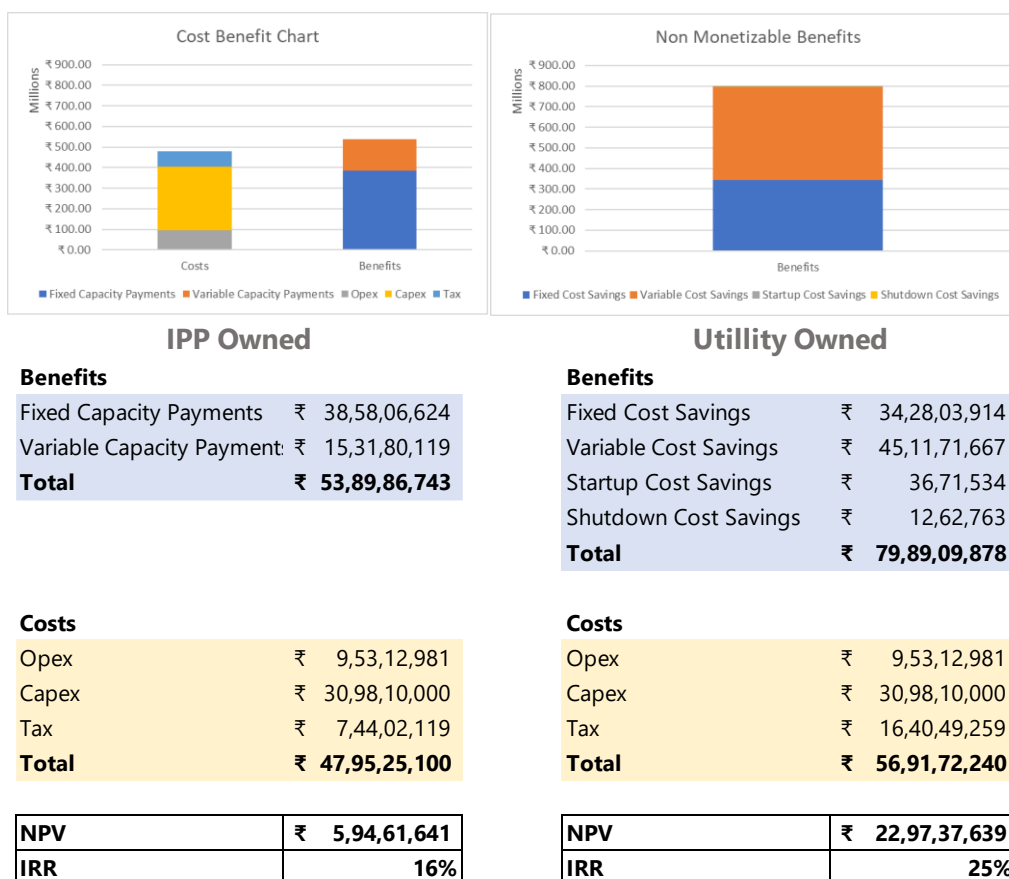 Cost Benefit Chart
Millions
₹900.00
₹800.00
₹700.00
₹600.00
₹500.00
₹400.00
₹300.00
₹200.00
₹100.00
₹0.00
Costs Benefits
Fixed Capacity Payments Variable Capacity Payments Opex Capex Tax
Non Monetizable Benefits
Millions
₹900.00
₹800.00
₹700.00
₹600.00
₹500.00
₹400.00
₹300.00
₹200.00
₹100.00
₹0.00
Benefits
Fixed Cost Savings Variable Cost Savings Startup Cost Savings Shutdown Cost Savings
IPP Owned
Benefits
Fixed Capacity Payments ₹ 38,58,06,624
Variable Capacity Payment ₹ 15,31,80,119
Total ₹ 53,89,86,743
Costs
Opex ₹ 9,53,12,981
Capex ₹ 30,98,10,000
Tax ₹ 7,44,02,119
Total ₹ 47,95,25,100
NPV ₹ 5,94,61,641
IRR 16%
Utillity Owned
Benefits
Fixed Cost Savings ₹ 34,28,03,914
Variable Cost Savings ₹ 45,11,71,667
Startup Cost Savings ₹ 36,71,534
Shutdown Cost Savings ₹ 12,62,763
Total ₹ 79,89,09,878
Costs
Opex ₹ 9,53,12,981
Capex ₹ 30,98,10,000
Tax ₹ 16,40,49,259
Total ₹ 56,91,72,240
NPV ₹ 22,97,37,639
IRR 25%